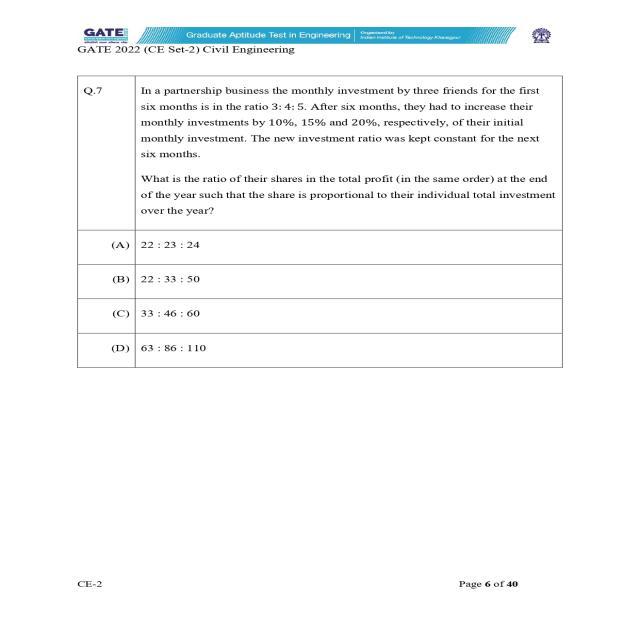 GATE
Graduate Aptitude Test in Engineering
Organised by
Indian Institute of Technology Kharagpur
GATE 2022 (CE Set-2) Civil Engineering
Q.7
In a partnership business the monthly investment by three friends for the first
six months is in the ratio 3: 4: 5. After six months, they had to increase their
monthly investments by 10%, 15% and 20%, respectively, of their initial
monthly investment. The new investment ratio was kept constant for the next
six months.
What is the ratio of their shares in the total profit (in the same order) at the end
of the year such that the share is proportional to their individual total investment
over the year?
(A) 22 : 23 : 24
(B) 22 : 33 : 50
(C) 33 : 46 : 60
(D) 63 : 86 : 110
CE-2
Page 6 of 40